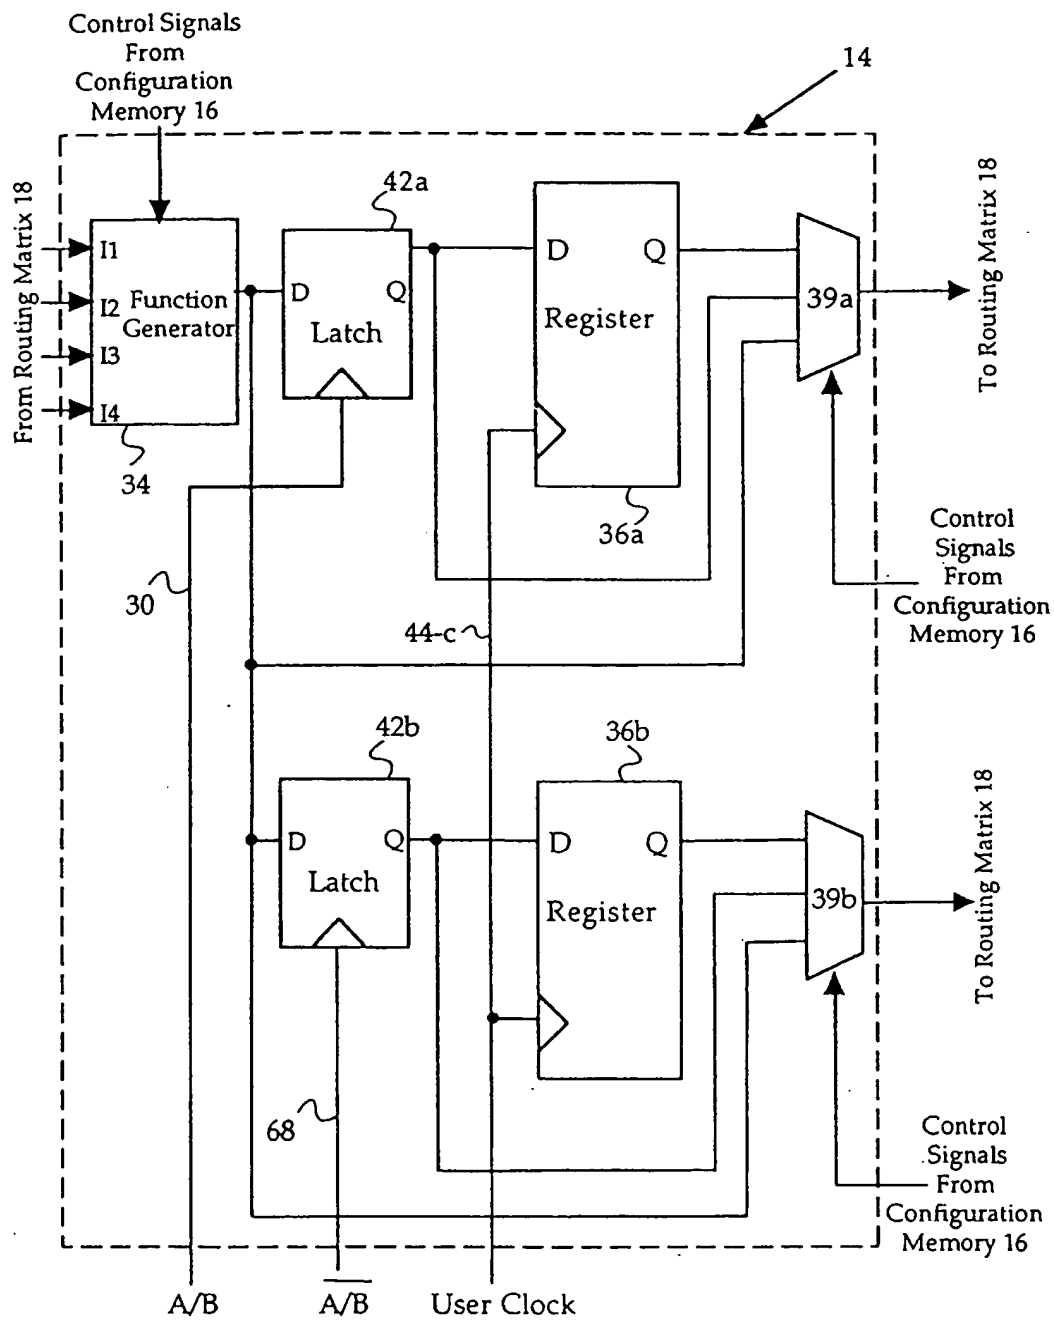 Control Signals
From
Configuration
Memory 16
14
From Routing Matrix 18
I1
I2
I3
I4
Function
Generator
34
42a
D
Q
Latch
D
Q
Register
36a
39a
To Routing Matrix 18
Control
Signals
From
Configuration
Memory 16
30
44-c
42b
D
Q
Latch
36b
D
Q
Register
39b
To Routing Matrix 18
68
Control
Signals
From
Configuration
Memory 16
A/B
A̅/̅B̅
User Clock